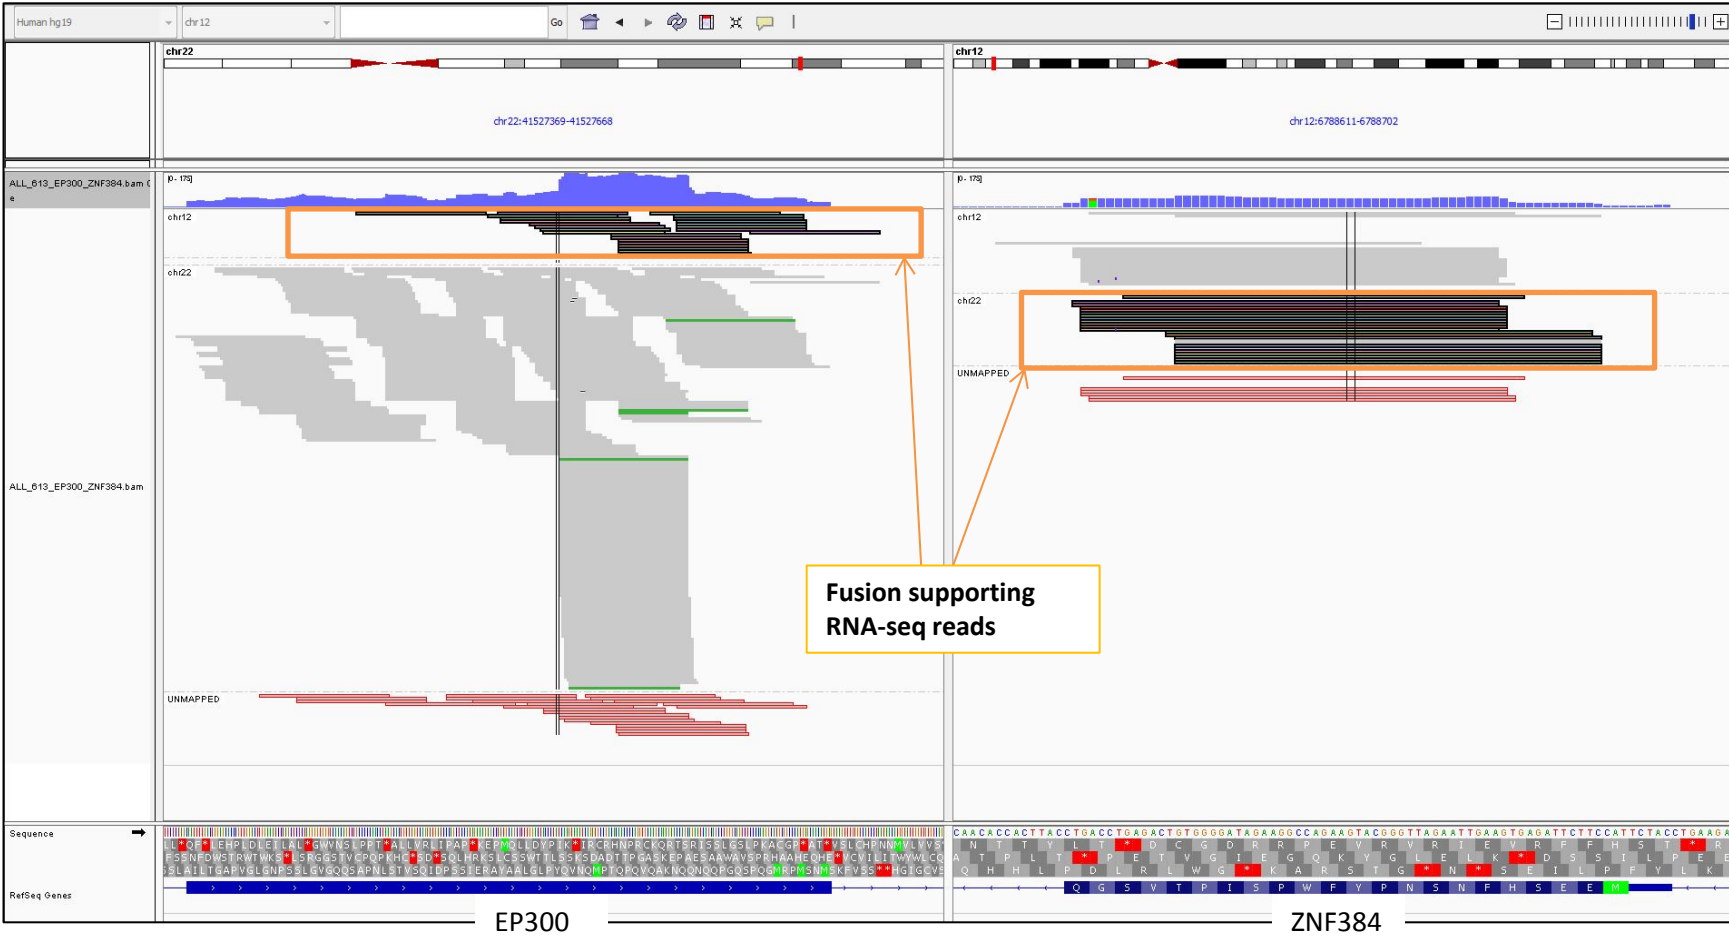 Human hg19
chr12
Go
chr22
chr12
chr22:41527369-41527668
chr12:6788611-6788702
ALL_613_EP300_ZNF384.bam C
e
[0 - 175]
[0 - 175]
chr12
chr12
chr22
chr22
UNMAPPED
ALL_613_EP300_ZNF384.bam
Fusion supporting
RNA-seq reads
UNMAPPED
Sequence
CAACACCACTTACCTGACCTGAGACTGTGGGGATAGAAGGCCAGAAGTACGGGTTAGAATTGAAGTGAGATTCTTCCATTCTACCTGAAGA
N T T Y L T * D C G D R R P E V R V R I E V R F F H S T * R
A T P L T * P E T V G I E G Q K Y G L E L K * D S S I L P E
Q H H L P D L R L W G * K A R S T G * N * S E I L P F Y L K
RefSeq Genes
Q G S V T P I S P W F Y P N S N F H S E E M
EP300
ZNF384